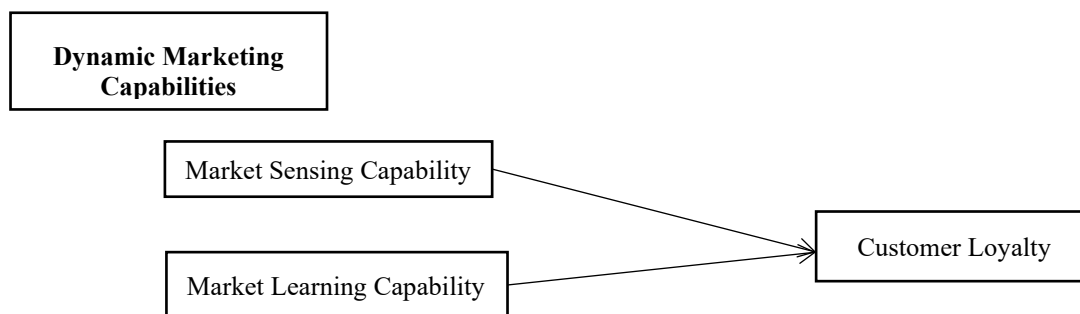 Dynamic Marketing
Capabilities
Market Sensing Capability
Customer Loyalty
Market Learning Capability